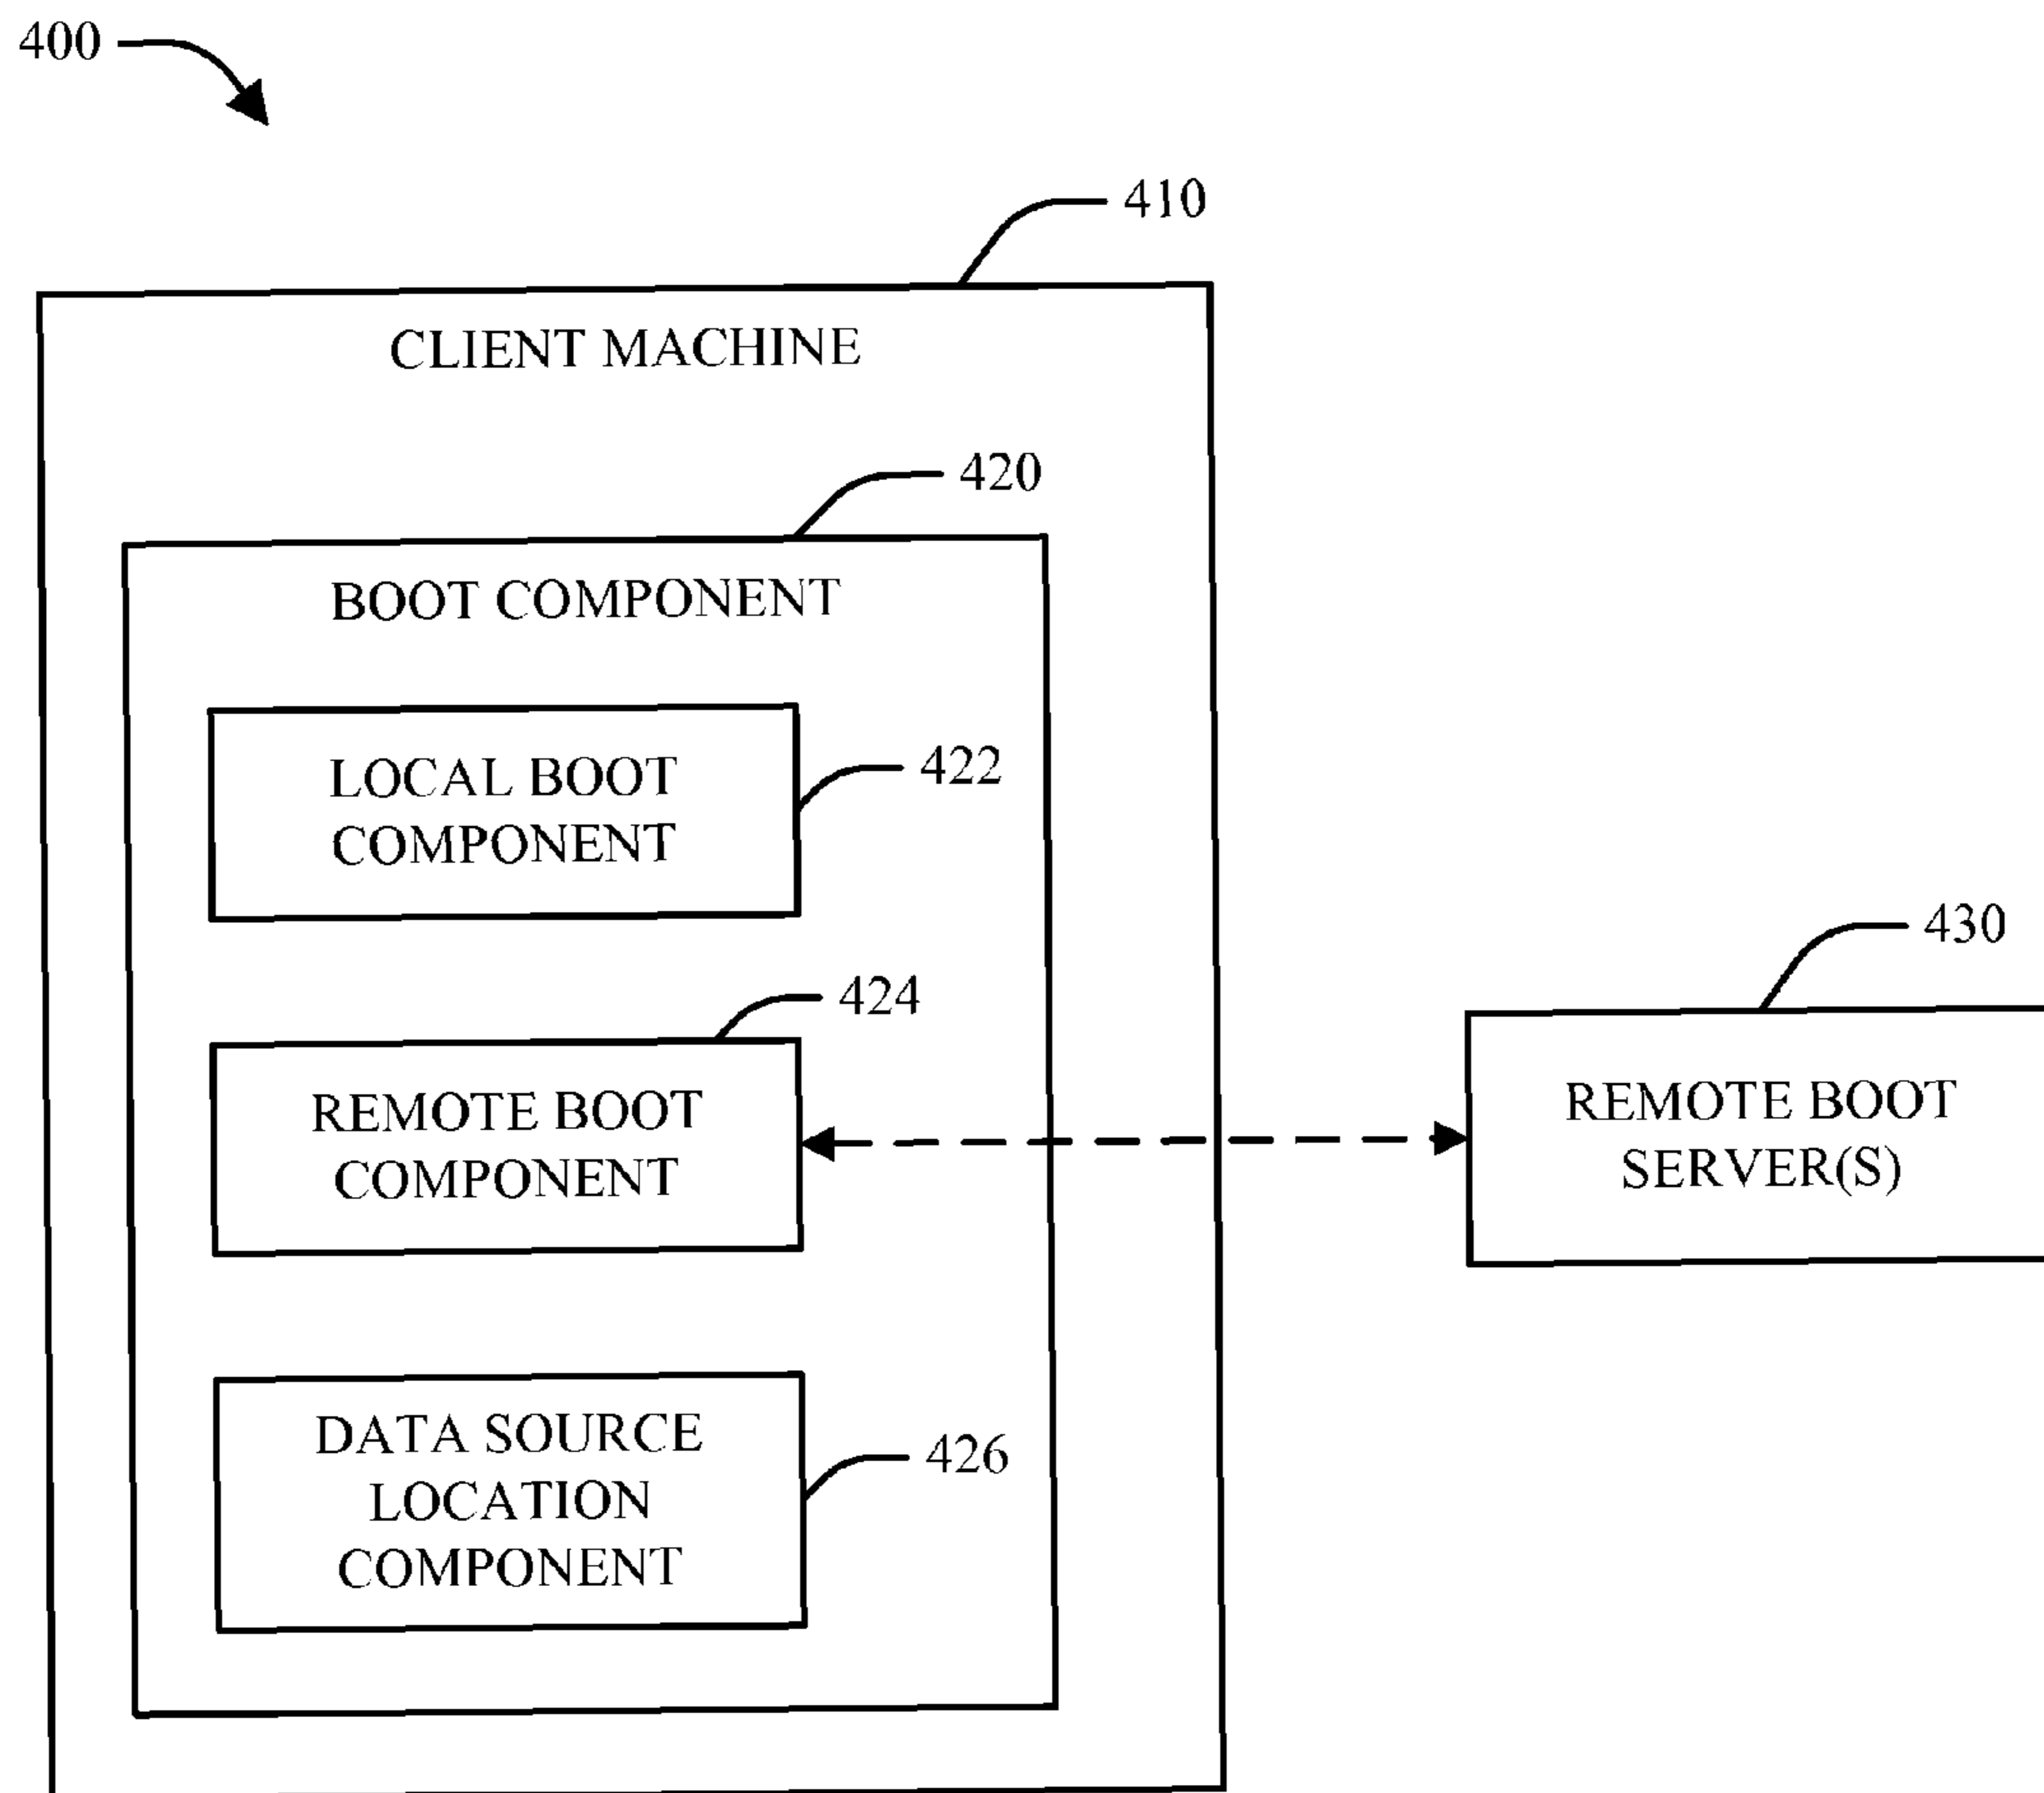 400
410
CLIENT MACHINE
420
BOOT COMPONENT
LOCAL BOOT
COMPONENT
422
430
424
REMOTE BOOT
COMPONENT
REMOTE BOOT
SERVER(S)
DATA SOURCE
LOCATION
COMPONENT
426